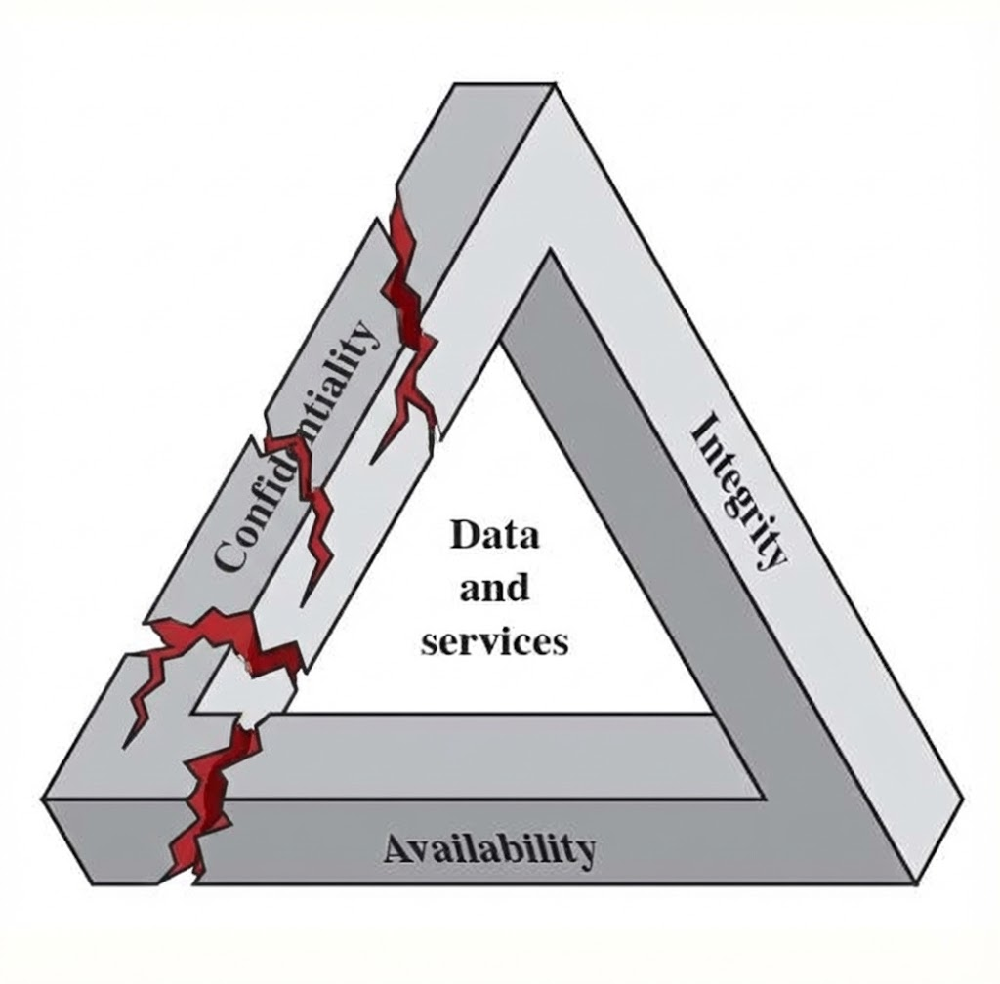 Confidentiality
Integrity
Data
and
services
Availability